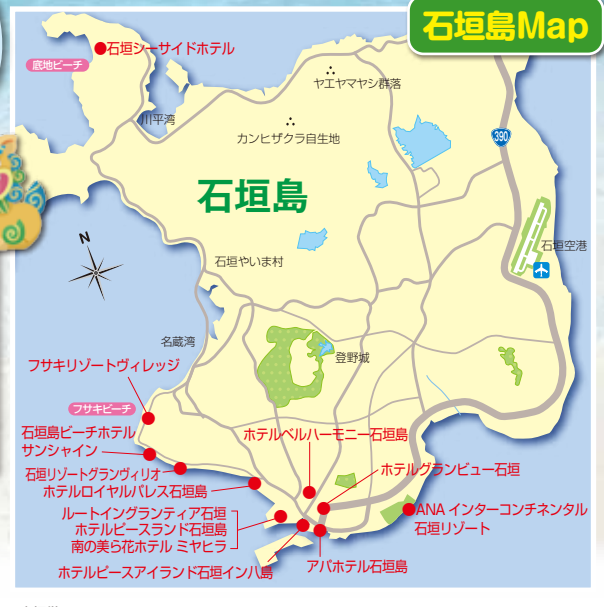 石垣島Map
石垣シーサイドホテル
底地ビーチ
ヤエヤマヤシ群落
川平湾
カンヒザクラ自生地
390
石垣島
石垣空港
N
石垣やいま村
名蔵湾
登野城
フサキリゾートヴィレッジ
フサキビーチ
石垣島ビーチホテル
サンシャイン
ホテルベルハーモニー石垣島
石垣リゾートグランヴィリオ
ホテルグランビュー石垣
ホテルロイヤルパレス石垣島
ANA インターコンチネンタル
石垣リゾート
ルートイングランティア石垣
ホテルピースランド石垣島
南の美ら花ホテル ミヤヒラ
ホテルピースアイランド石垣イン八島
アパホテル石垣島